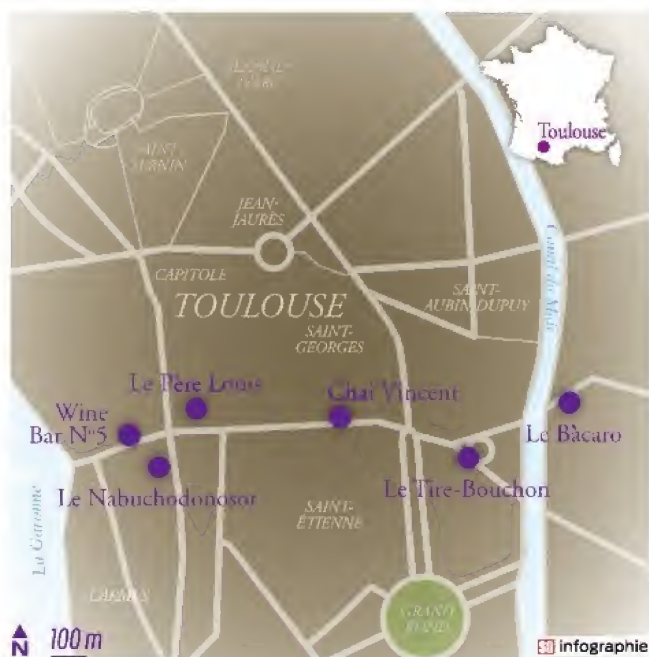 Toulouse
SAINT-
SERNIN
JEAN-
JAURÈS
CAPITOLE
TOULOUSE
SAINT-
GEORGES
SAINT-
AUBIN DUPUY
Canal du Midi
Le Père Louis
Chai Vincent
Wine
Bar N°5
Le Bàcaro
Le Nabuchodonosor
Le Tire-Bouchon
La Garonne
SAINT-
ÉTIENNE
CARMES
GRAND
ROND
N
100 m
infographie